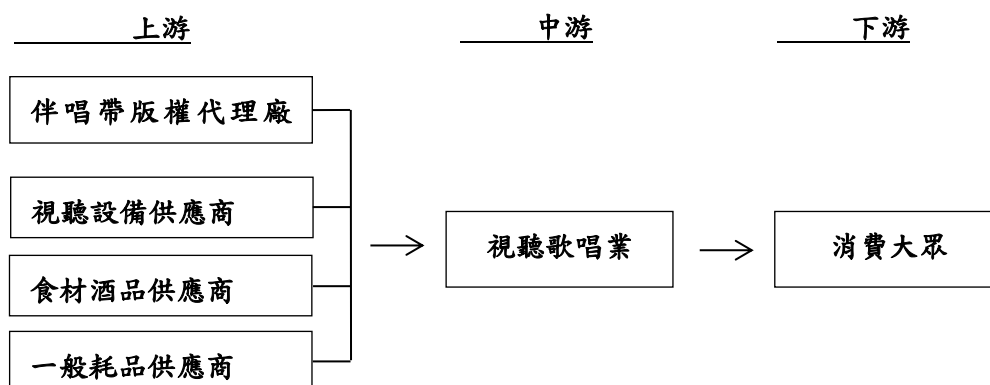 上游
中游
下游
伴唱帶版權代理廠
視聽設備供應商
視聽歌唱業
消費大眾
食材酒品供應商
一般耗品供應商